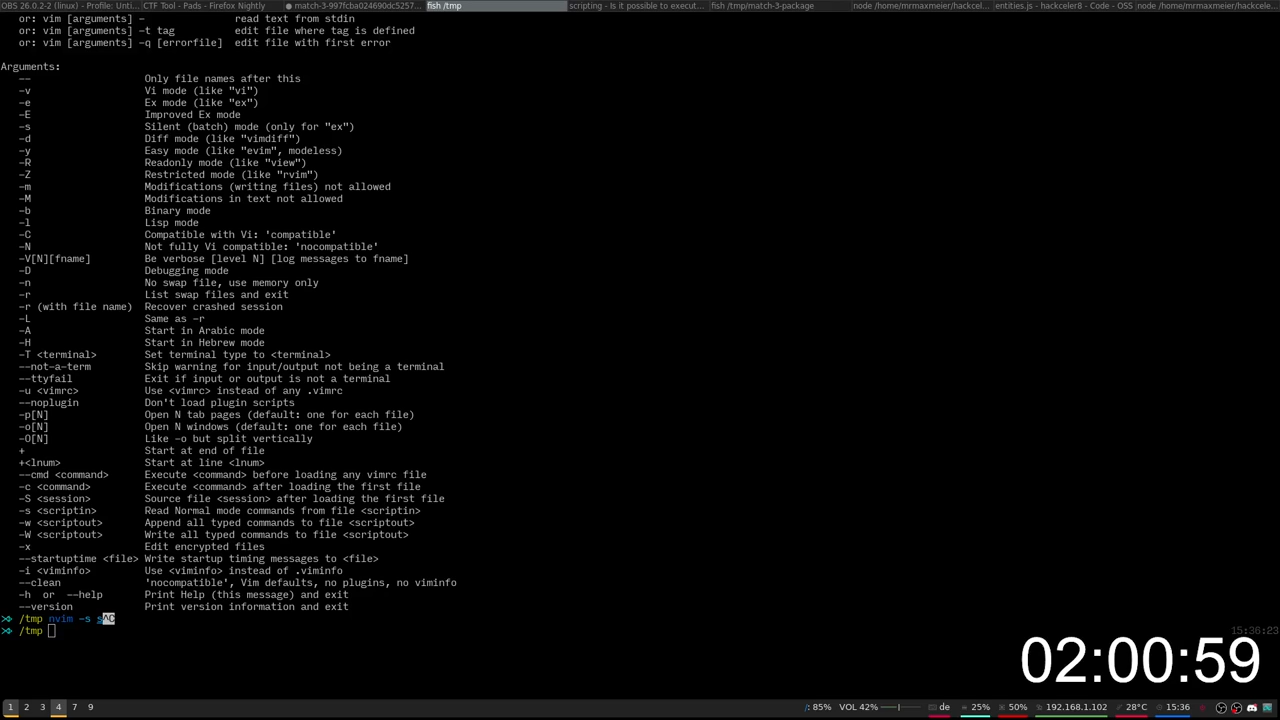 OBS 26.0.2-2 (linux) - Profile: Unti... CTF Tool - Pads - Firefox Nightly ● match-3-997fcba024690dc5257... fish /tmp scripting - Is it possible to execut... fish /tmp/match-3-package node /home/mrmaxmeier/hackcel... entities.js - hackceler8 - Code - OSS node /home/mrmaxmeier/hackcele...
or: vim [arguments] - read text from stdin
or: vim [arguments] -t tag edit file where tag is defined
or: vim [arguments] -q [errorfile] edit file with first error
Arguments:
-- Only file names after this
-v Vi mode (like "vi")
-e Ex mode (like "ex")
-E Improved Ex mode
-s Silent (batch) mode (only for "ex")
-d Diff mode (like "vimdiff")
-y Easy mode (like "evim", modeless)
-R Readonly mode (like "view")
-Z Restricted mode (like "rvim")
-m Modifications (writing files) not allowed
-M Modifications in text not allowed
-b Binary mode
-l Lisp mode
-C Compatible with Vi: 'compatible'
-N Not fully Vi compatible: 'nocompatible'
-V[N][fname] Be verbose [level N] [log messages to fname]
-D Debugging mode
-n No swap file, use memory only
-r List swap files and exit
-r (with file name) Recover crashed session
-L Same as -r
-A Start in Arabic mode
-H Start in Hebrew mode
-T <terminal> Set terminal type to <terminal>
--not-a-term Skip warning for input/output not being a terminal
--ttyfail Exit if input or output is not a terminal
-u <vimrc> Use <vimrc> instead of any .vimrc
--noplugin Don't load plugin scripts
-p[N] Open N tab pages (default: one for each file)
-o[N] Open N windows (default: one for each file)
-O[N] Like -o but split vertically
+ Start at end of file
+<lnum> Start at line <lnum>
--cmd <command> Execute <command> before loading any vimrc file
-c <command> Execute <command> after loading the first file
-S <session> Source file <session> after loading the first file
-s <scriptin> Read Normal mode commands from file <scriptin>
-w <scriptout> Append all typed commands to file <scriptout>
-W <scriptout> Write all typed commands to file <scriptout>
-x Edit encrypted files
--startuptime <file> Write startup timing messages to <file>
-i <viminfo> Use <viminfo> instead of .viminfo
--clean 'nocompatible', Vim defaults, no plugins, no viminfo
-h or --help Print Help (this message) and exit
--version Print version information and exit
/tmp nvim -s s^C
/tmp 15:36:23
02:00:59
1 2 3 4 7 9 /: 85% VOL 42% de 25% 50% 192.168.1.102 28°C 15:36